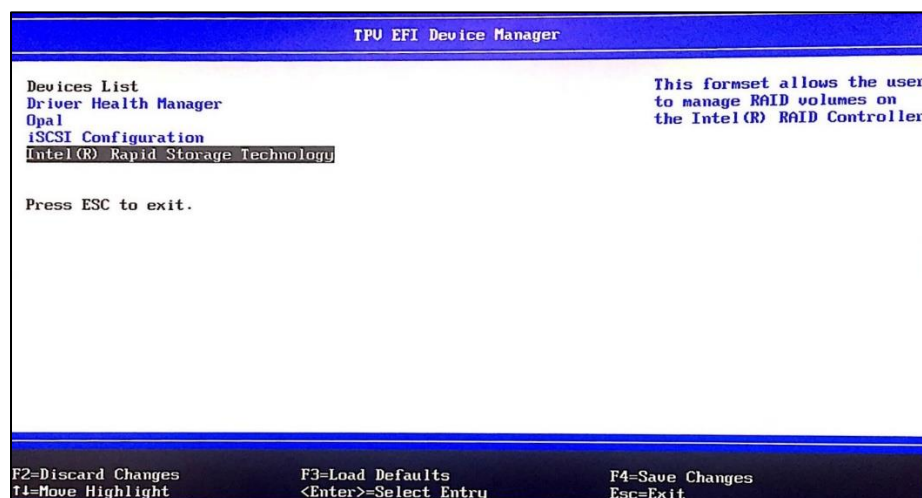 TPV EFI Device Manager
Devices List
Driver Health Manager
Opal
iSCSI Configuration
Intel(R) Rapid Storage Technology
Press ESC to exit.
This formset allows the user
to manage RAID volumes on
the Intel(R) RAID Controller
F2=Discard Changes
F3=Load Defaults
F4=Save Changes
↑↓=Move Highlight
<Enter>=Select Entry
Esc=Exit